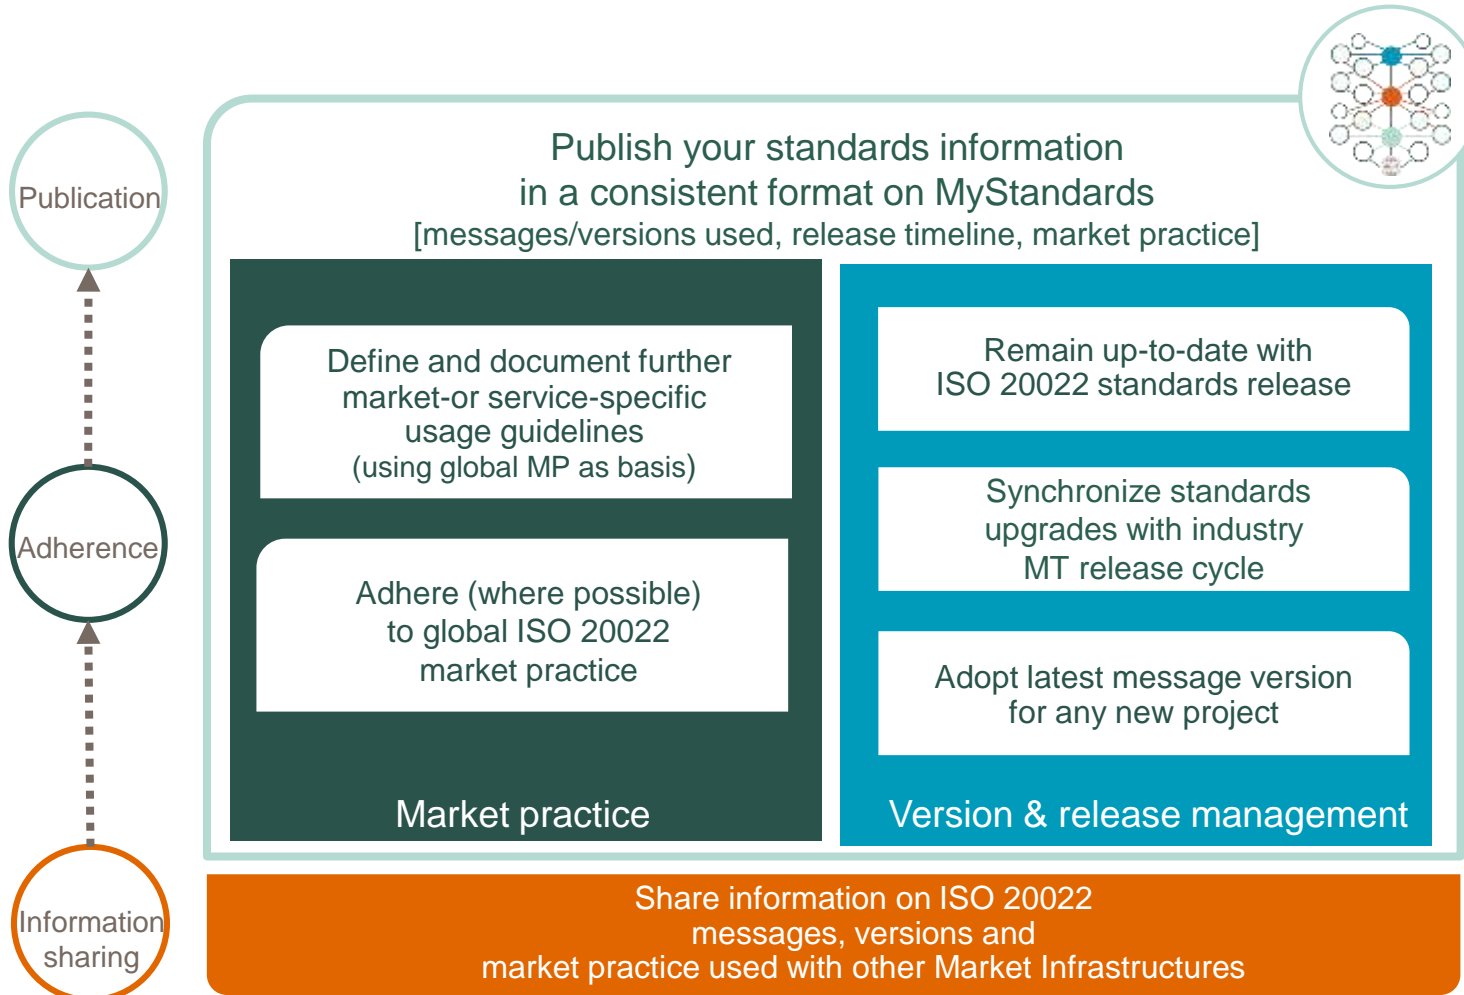 Publish your standards information
in a consistent format on MyStandards
[messages/versions used, release timeline, market practice]
Publication
Define and document further
market-or service-specific
usage guidelines
(using global MP as basis)
Adhere (where possible)
to global ISO 20022
market practice
Market practice
Remain up-to-date with
ISO 20022 standards release
Synchronize standards
upgrades with industry
MT release cycle
Adopt latest message version
for any new project
Version & release management
Adherence
Information
sharing
Share information on ISO 20022
messages, versions and
market practice used with other Market Infrastructures